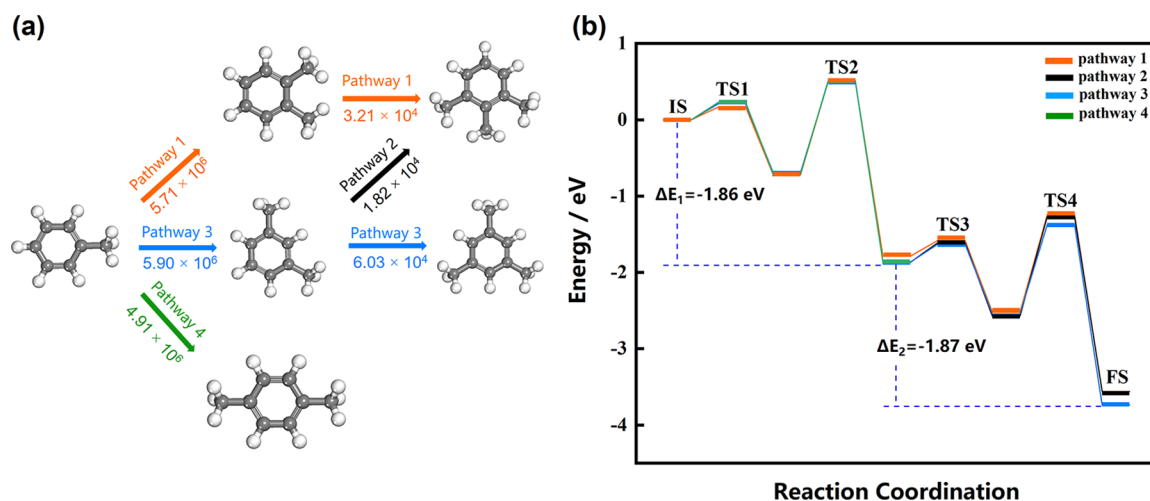 (a)
Pathway 1
3.21 × 10⁴
Pathway 1
5.71 × 10⁶
Pathway 2
1.82 × 10⁴
Pathway 3
5.90 × 10⁶
Pathway 3
6.03 × 10⁴
Pathway 4
4.91 × 10⁶
(b)
pathway 1
pathway 2
pathway 3
pathway 4
1
0
-1
-2
-3
-4
Energy / eV
IS
TS1
TS2
TS3
TS4
FS
ΔE₁=-1.86 eV
ΔE₂=-1.87 eV
Reaction Coordination